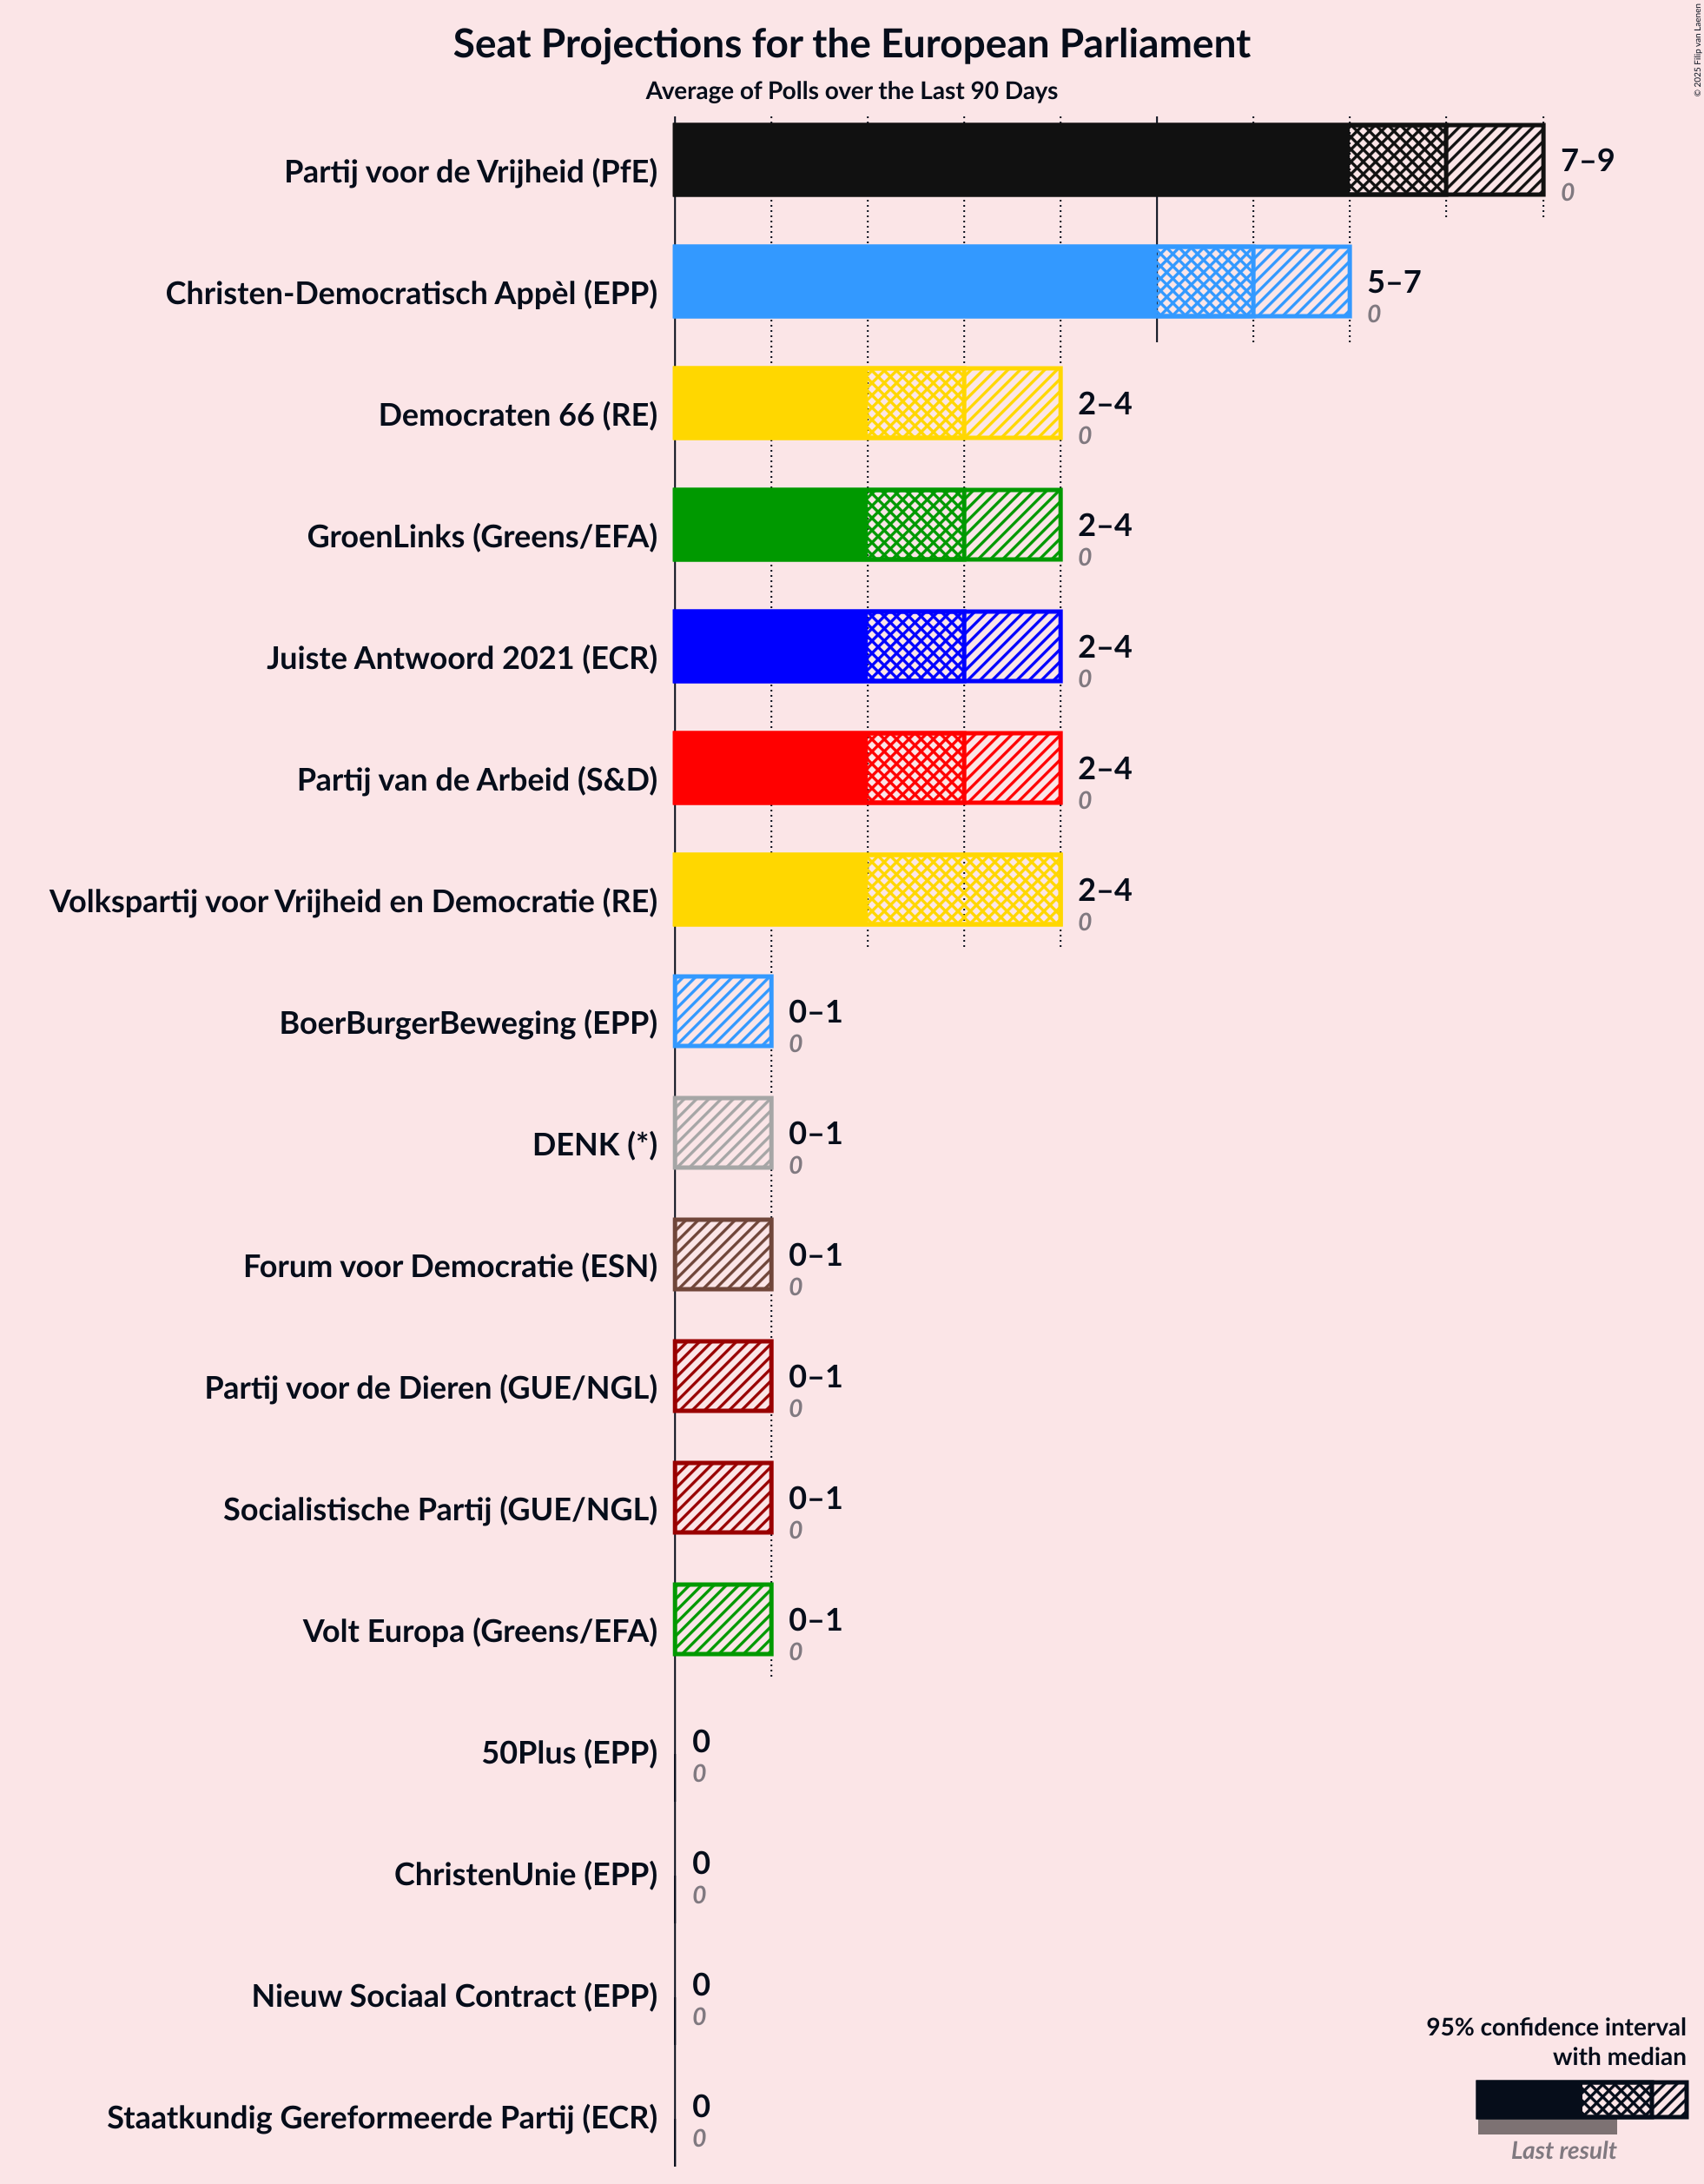 Seat Projections for the European Parliament
Average of Polls over the Last 90 Days
© 2025 Filip van Laenen
Partij voor de Vrijheid (PfE)
7–9
0
Christen-Democratisch Appèl (EPP)
5–7
0
Democraten 66 (RE)
2–4
0
GroenLinks (Greens/EFA)
2–4
0
Juiste Antwoord 2021 (ECR)
2–4
0
Partij van de Arbeid (S&D)
2–4
0
Volkspartij voor Vrijheid en Democratie (RE)
2–4
0
BoerBurgerBeweging (EPP)
0–1
0
DENK (*)
0–1
0
Forum voor Democratie (ESN)
0–1
0
Partij voor de Dieren (GUE/NGL)
0–1
0
Socialistische Partij (GUE/NGL)
0–1
0
Volt Europa (Greens/EFA)
0–1
0
50Plus (EPP)
0
0
ChristenUnie (EPP)
0
0
Nieuw Sociaal Contract (EPP)
0
0
Staatkundig Gereformeerde Partij (ECR)
0
0
95% confidence interval
with median
Last result